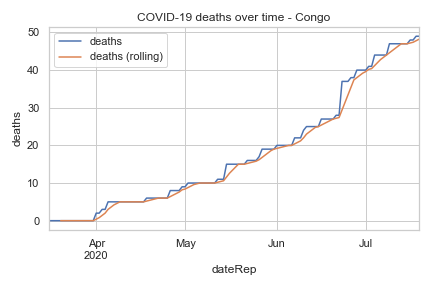 COVID-19 deaths over time - Congo
deaths
deaths (rolling)
50
40
30
20
10
0
deaths
Apr
2020
May
Jun
Jul
dateRep